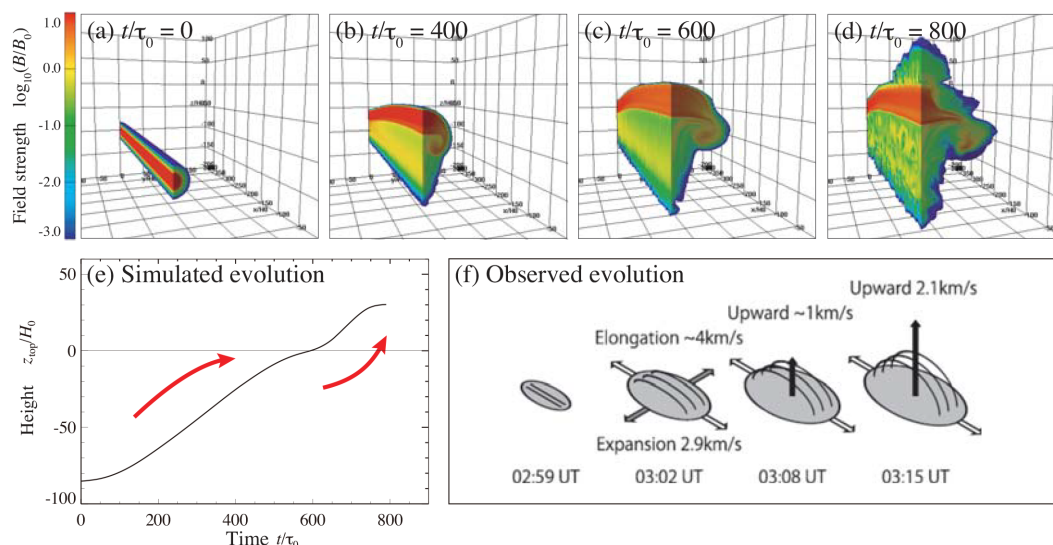 (a) t/τ0 = 0
(b) t/τ0 = 400
(c) t/τ0 = 600
(d) t/τ0 = 800
Field strength log10(B/B0)
1.0
0.0
-1.0
-2.0
-3.0
(e) Simulated evolution
Height ztop/H0
50
0
-50
-100
0 200 400 600 800
Time t/τ0
(f) Observed evolution
Upward 2.1km/s
Upward ~1km/s
Elongation ~4km/s
Expansion 2.9km/s
02:59 UT 03:02 UT 03:08 UT 03:15 UT